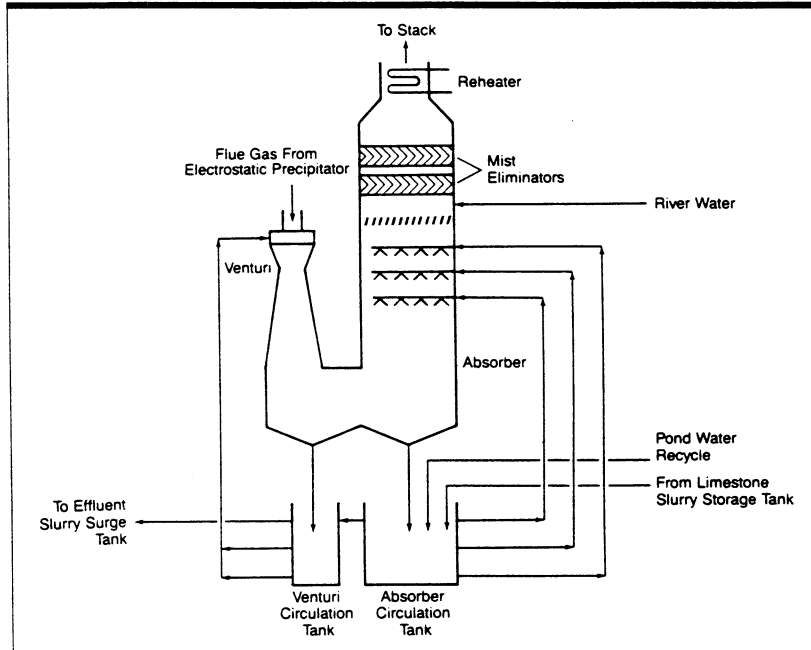 To Stack
Reheater
Flue Gas From
Electrostatic Precipitator
Mist
Eliminators
River Water
Venturi
Absorber
Pond Water
Recycle
From Limestone
Slurry Storage Tank
To Effluent
Slurry Surge
Tank
Venturi
Circulation
Tank
Absorber
Circulation
Tank